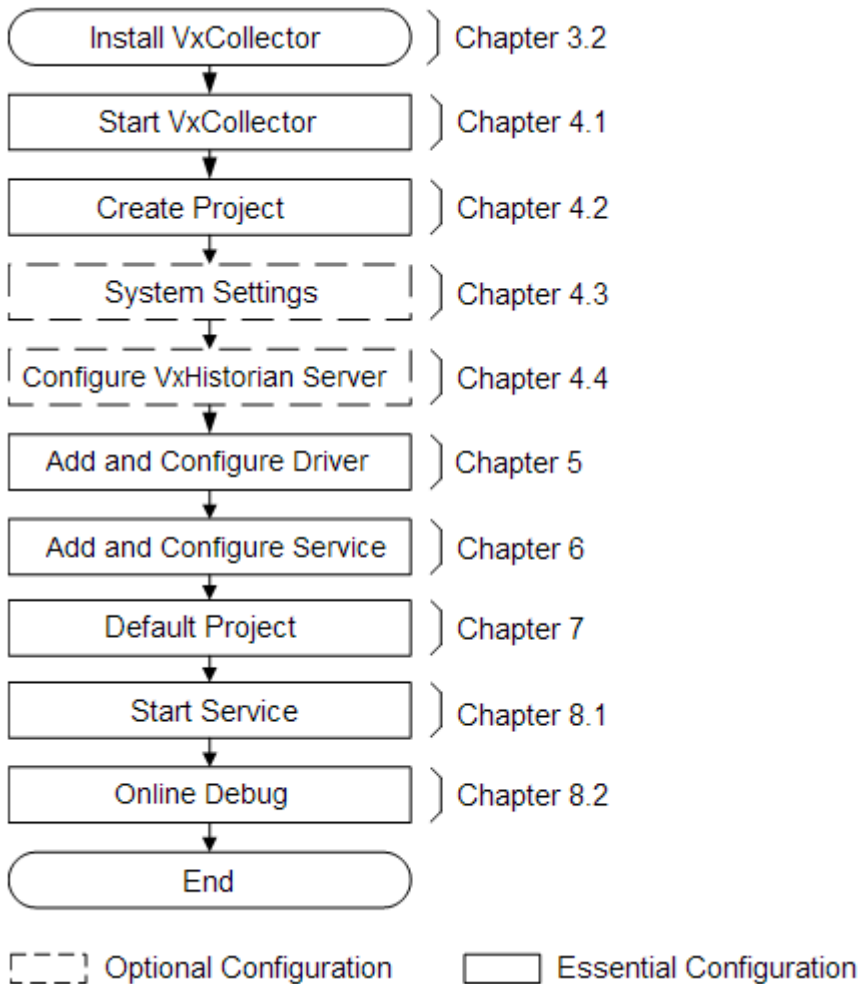 Install VxCollector
Chapter 3.2
Start VxCollector
Chapter 4.1
Create Project
Chapter 4.2
System Settings
Chapter 4.3
Configure VxHistorian Server
Chapter 4.4
Add and Configure Driver
Chapter 5
Add and Configure Service
Chapter 6
Default Project
Chapter 7
Start Service
Chapter 8.1
Online Debug
Chapter 8.2
End
Optional Configuration
Essential Configuration